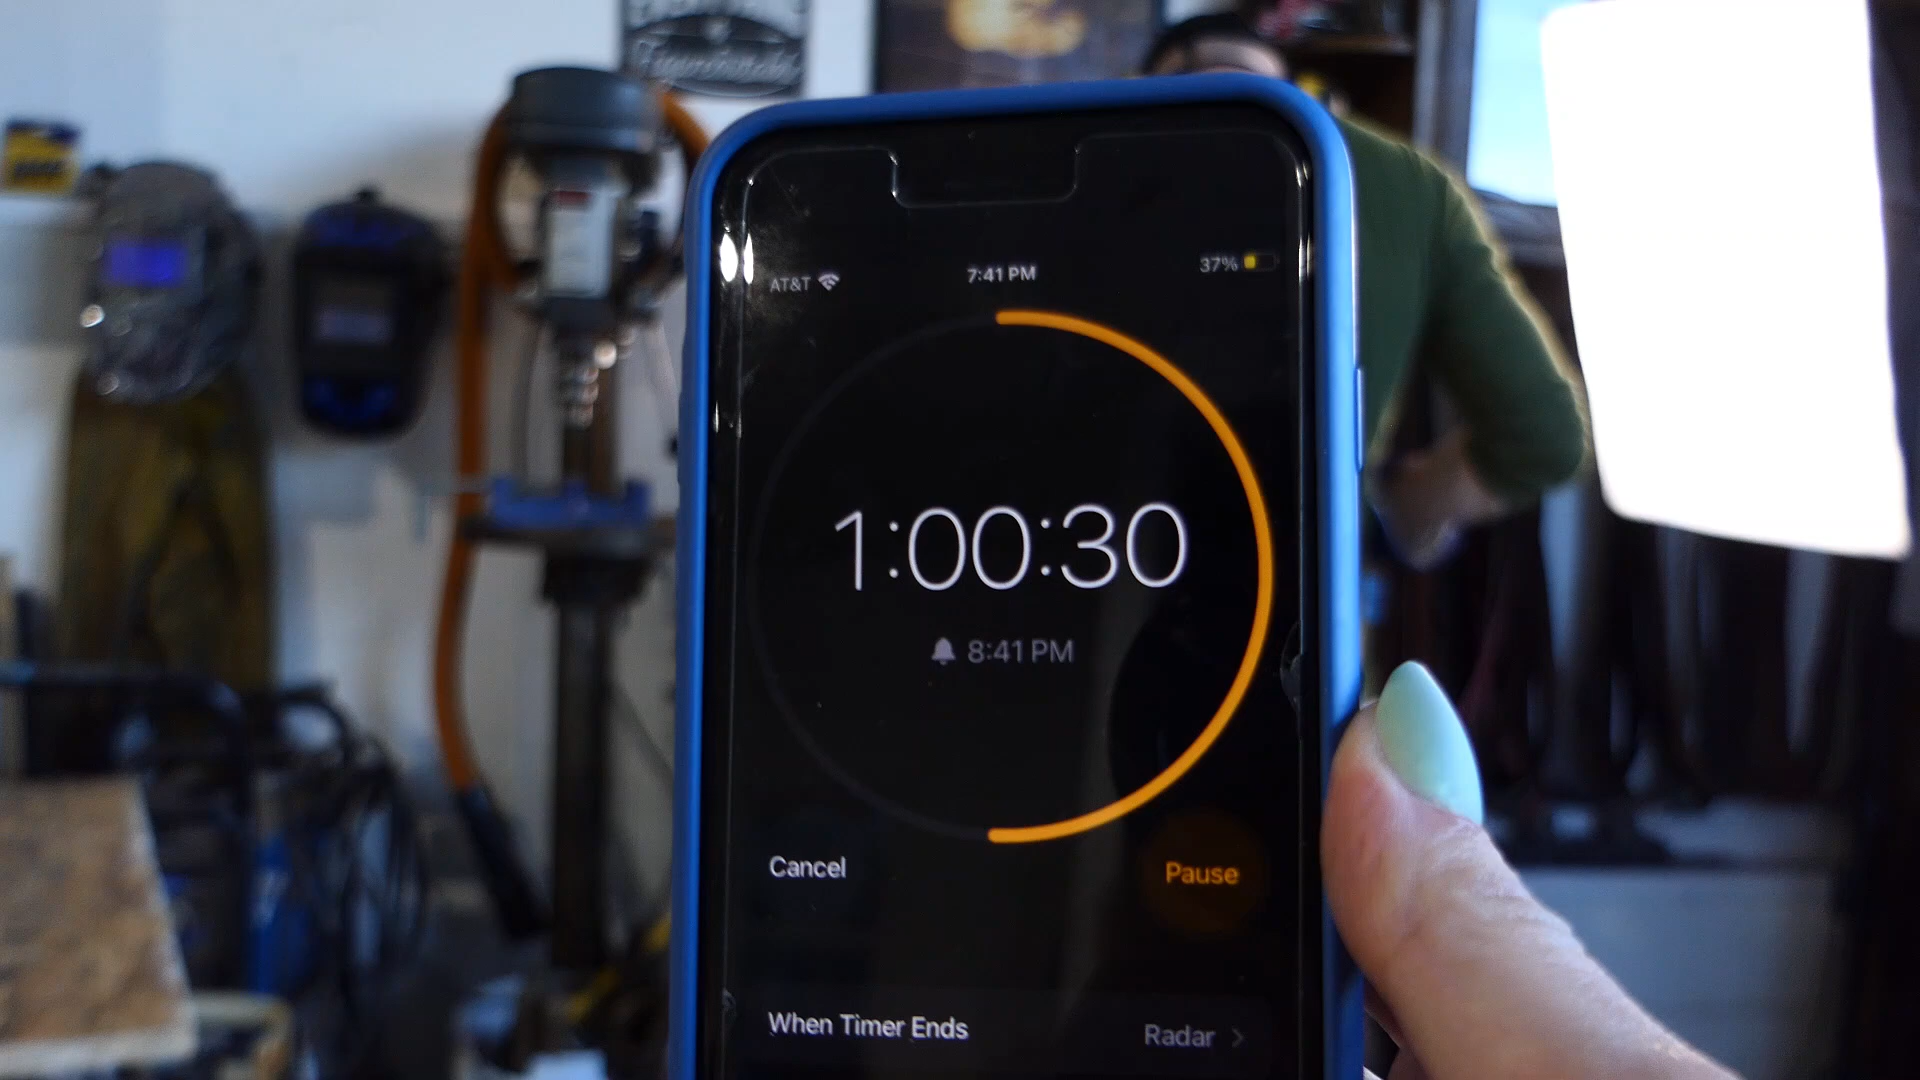 AT&T
7:41 PM
37%
1:00:30
8:41 PM
Cancel
Pause
When Timer Ends
Radar